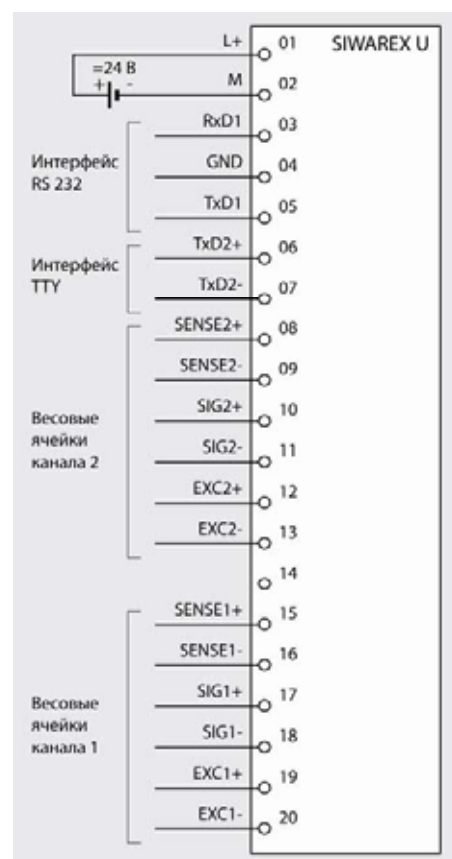 L+ 01 SIWAREX U
=24 В
+ -
M 02
RxD1 03
Интерфейс
RS 232
GND 04
TxD1 05
TxD2+ 06
Интерфейс
TTY
TxD2- 07
SENSE2+ 08
SENSE2- 09
SIG2+ 10
Весовые
ячейки
канала 2
SIG2- 11
EXC2+ 12
EXC2- 13
14
SENSE1+ 15
SENSE1- 16
SIG1+ 17
Весовые
ячейки
канала 1
SIG1- 18
EXC1+ 19
EXC1- 20